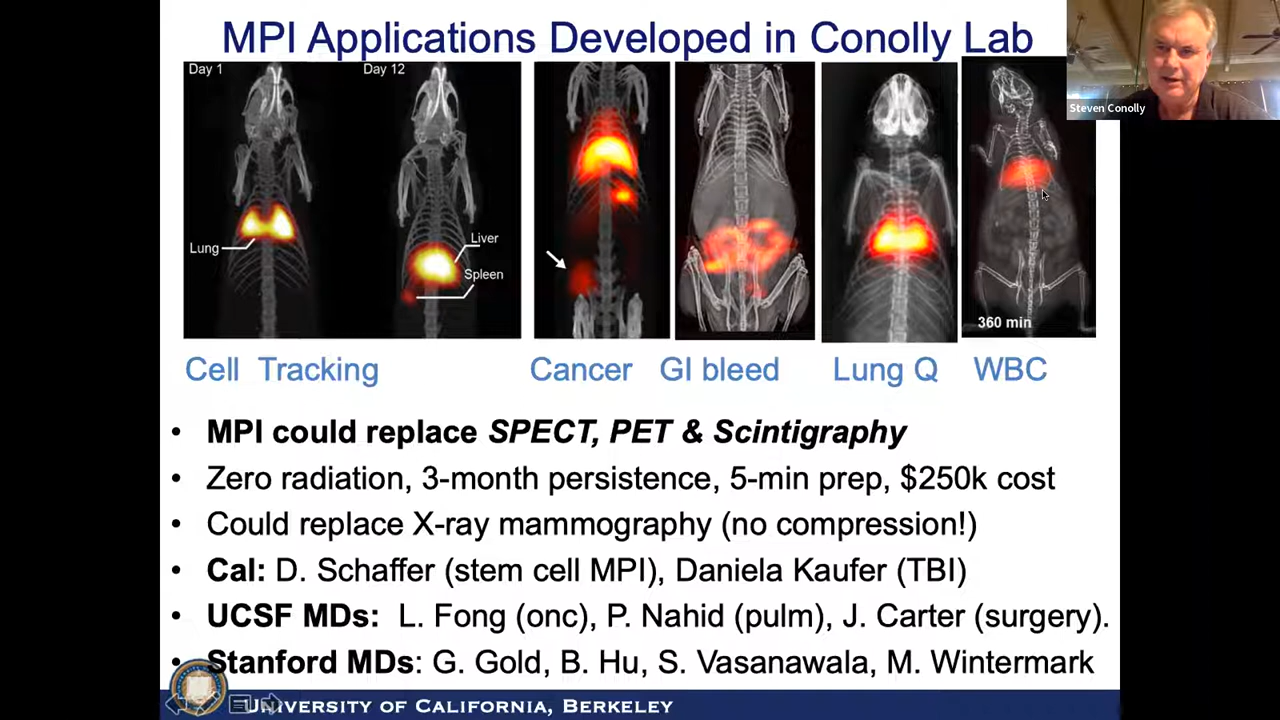 MPI Applications Developed in Conolly Lab
Steven Conolly
Day 1
Day 12
Lung
Liver
Spleen
360 min
Cell Tracking
Cancer
GI bleed
Lung Q
WBC
• MPI could replace SPECT, PET & Scintigraphy
• Zero radiation, 3-month persistence, 5-min prep, $250k cost
• Could replace X-ray mammography (no compression!)
• Cal: D. Schaffer (stem cell MPI), Daniela Kaufer (TBI)
• UCSF MDs: L. Fong (onc), P. Nahid (pulm), J. Carter (surgery).
• Stanford MDs: G. Gold, B. Hu, S. Vasanawala, M. Wintermark
UNIVERSITY OF CALIFORNIA, BERKELEY